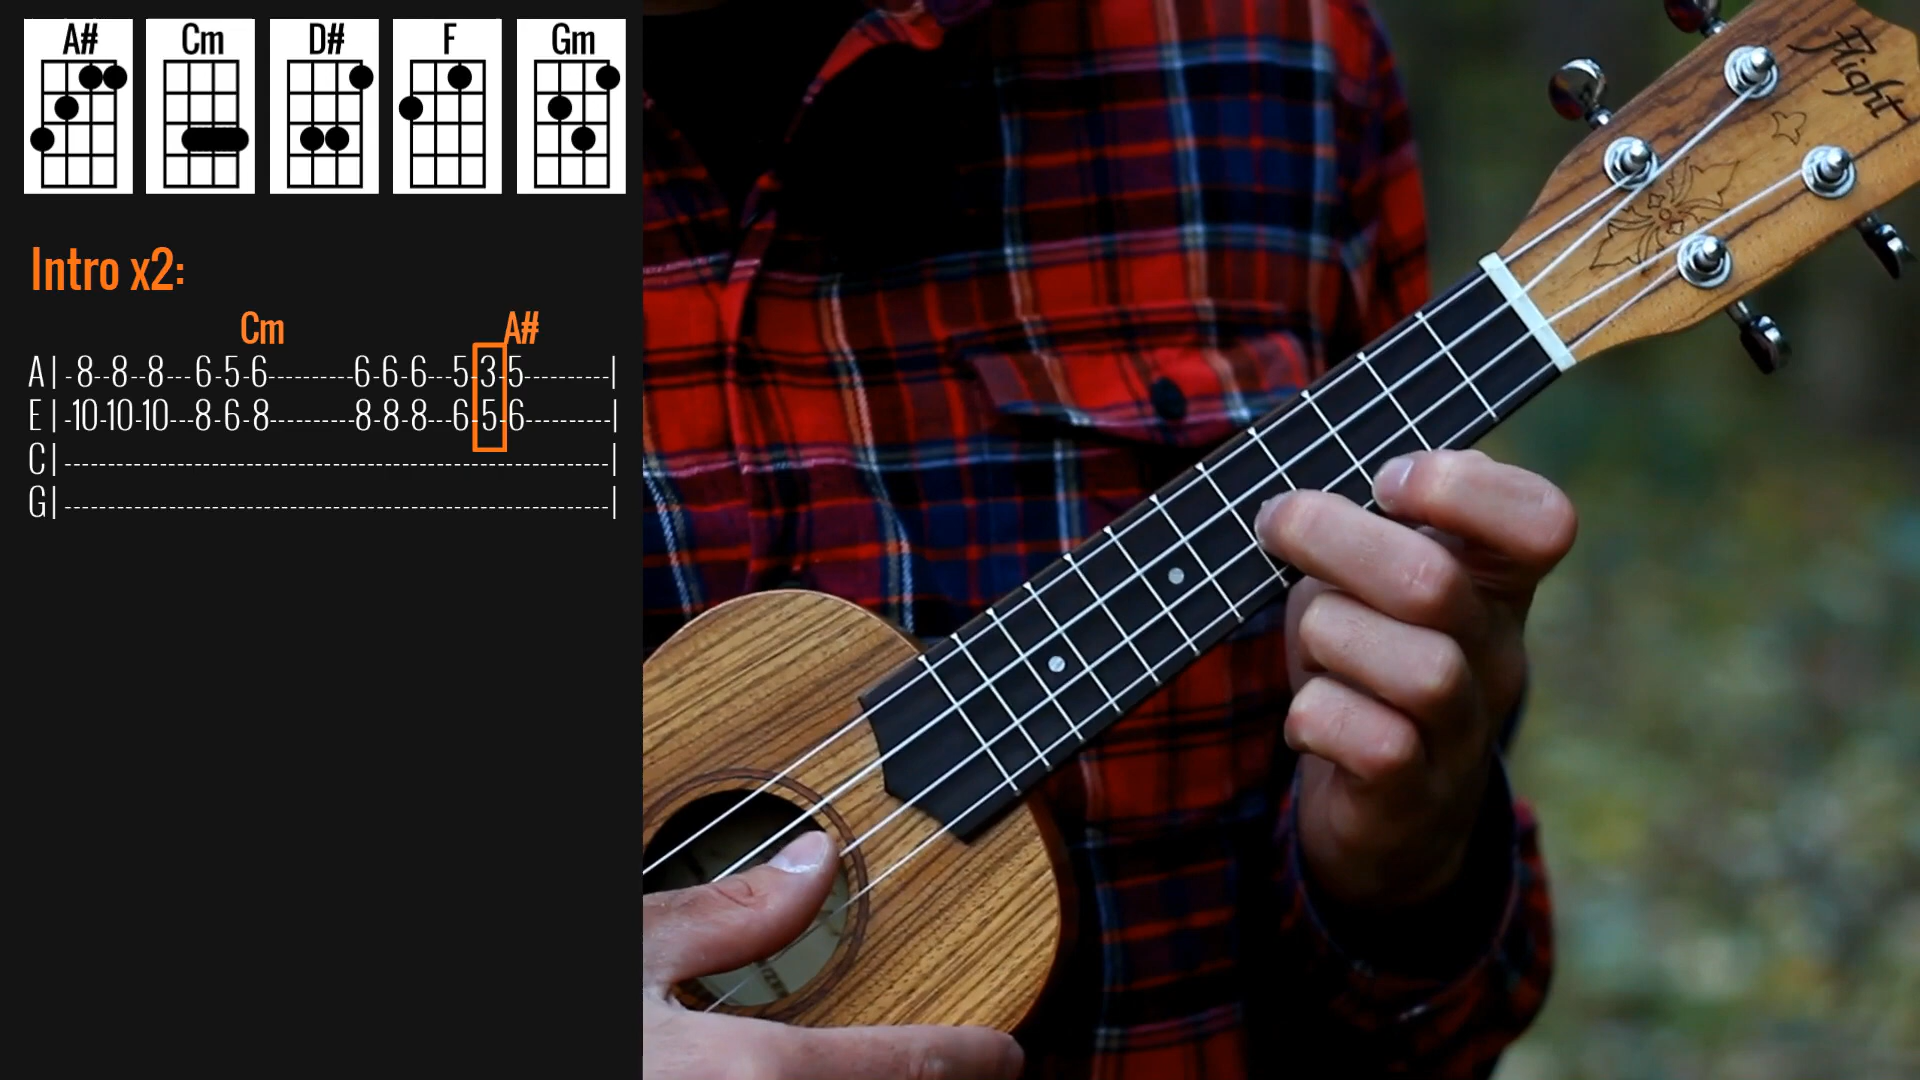 A# Cm D# F Gm
Intro x2:
Cm A#
A|-8--8--8---6-5-6----------6-6-6---5-3-5----------|
E|-10-10-10---8-6-8----------8-8-8---6-5-6----------|
C|--------------------------------------------------------------|
G|--------------------------------------------------------------|
Flight